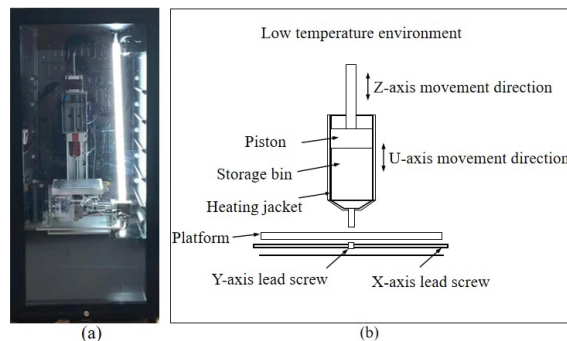 Low temperature environment
Z-axis movement direction
Piston
U-axis movement direction
Storage bin
Heating jacket
Platform
Y-axis lead screw
X-axis lead screw
(a)
(b)